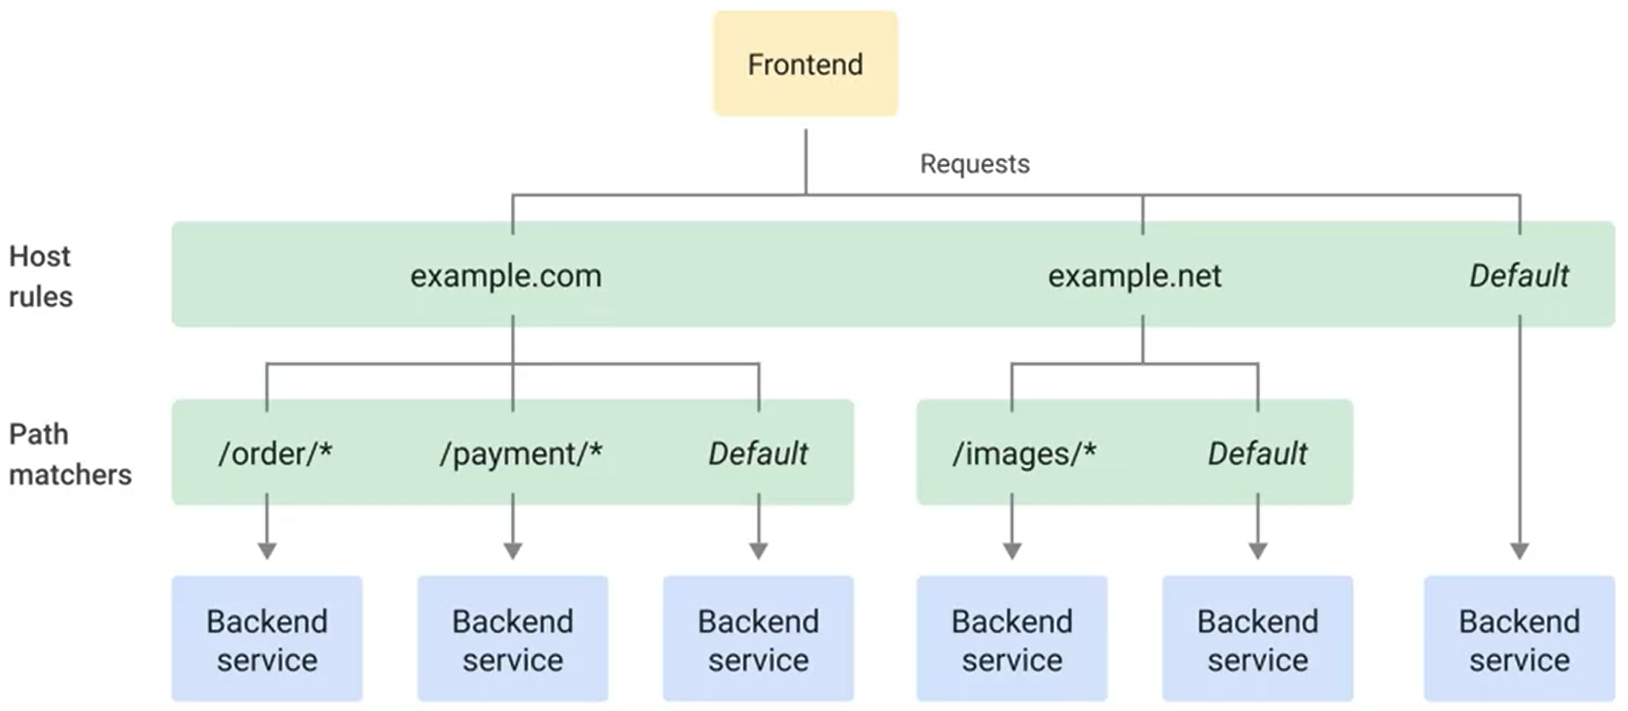 Frontend
Requests
Host
rules
example.com
example.net
Default
Path
matchers
/order/*
/payment/*
Default
/images/*
Default
Backend
service
Backend
service
Backend
service
Backend
service
Backend
service
Backend
service